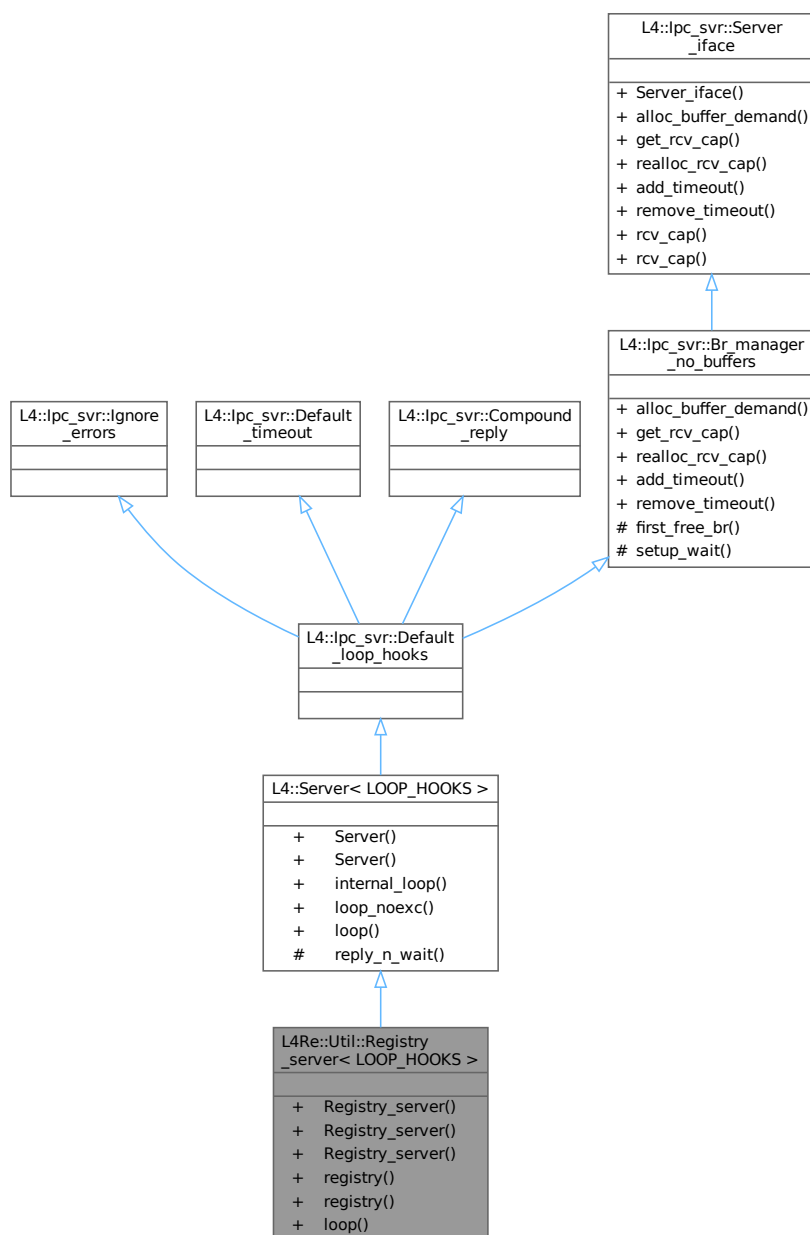 L4::Ipc_svr::Server
_iface
+ Server_iface()
+ alloc_buffer_demand()
+ get_rcv_cap()
+ realloc_rcv_cap()
+ add_timeout()
+ remove_timeout()
+ rcv_cap()
+ rcv_cap()
L4::Ipc_svr::Br_manager
_no_buffers
+ alloc_buffer_demand()
+ get_rcv_cap()
+ realloc_rcv_cap()
+ add_timeout()
+ remove_timeout()
# first_free_br()
# setup_wait()
L4::Ipc_svr::Ignore
_errors
L4::Ipc_svr::Default
_timeout
L4::Ipc_svr::Compound
_reply
L4::Ipc_svr::Default
_loop_hooks
L4::Server< LOOP_HOOKS >
+ Server()
+ Server()
+ internal_loop()
+ loop_noexc()
+ loop()
# reply_n_wait()
L4Re::Util::Registry
_server< LOOP_HOOKS >
+ Registry_server()
+ Registry_server()
+ Registry_server()
+ registry()
+ registry()
+ loop()